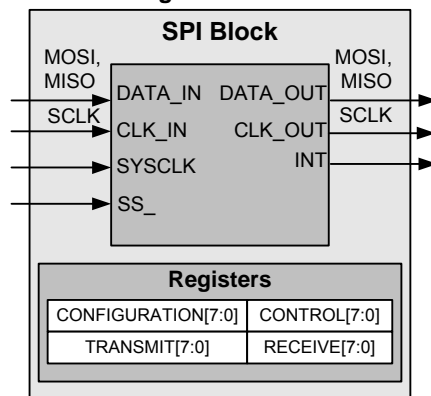 SPI Block
MOSI, MISO
SCLK
DATA_IN
CLK_IN
SYSCLK
SS_
DATA_OUT
CLK_OUT
INT
MOSI, MISO
SCLK
Registers
CONFIGURATION[7:0] CONTROL[7:0]
TRANSMIT[7:0] RECEIVE[7:0]